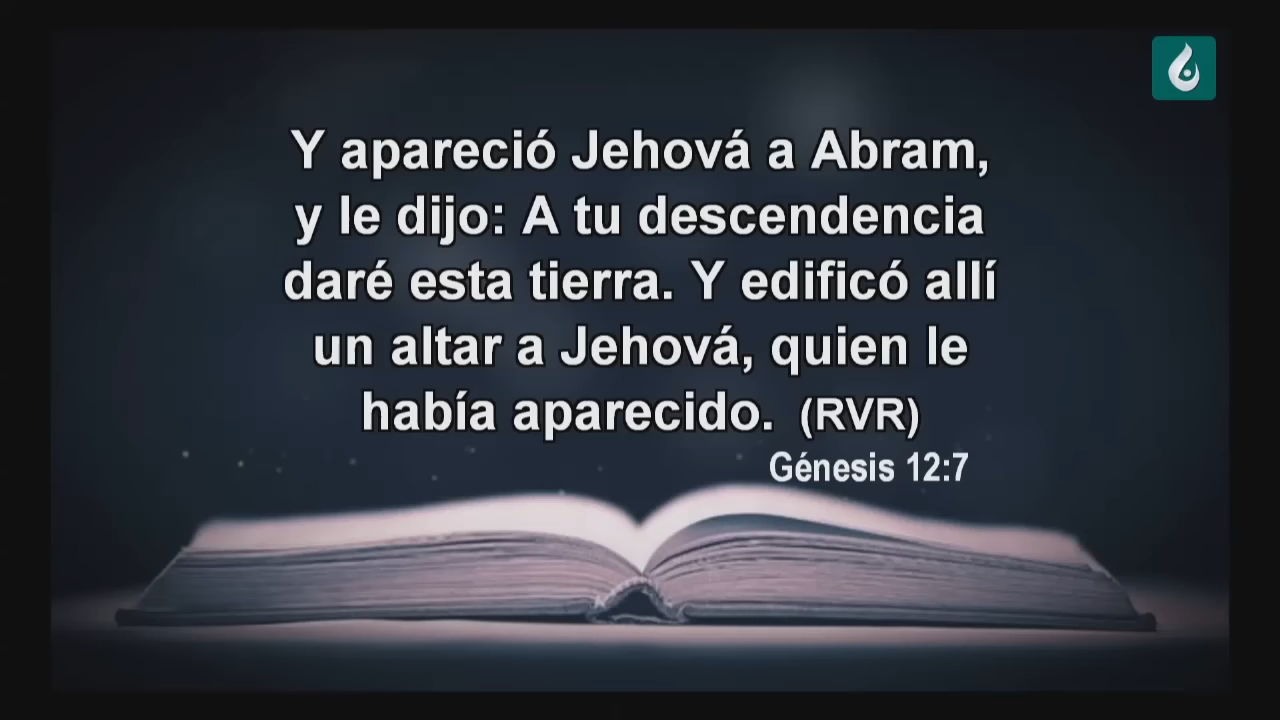 Y apareció Jehová a Abram,
y le dijo: A tu descendencia
daré esta tierra. Y edificó allí
un altar a Jehová, quien le
había aparecido. (RVR)
Génesis 12:7